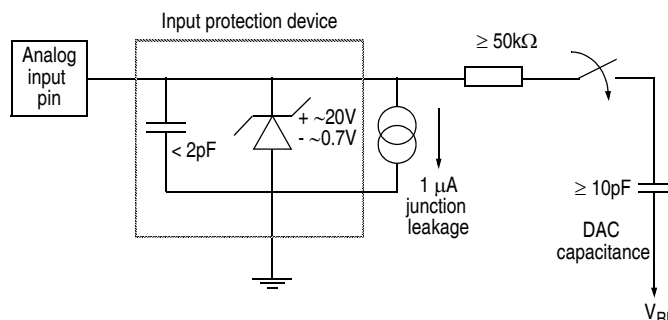 Input protection device
Analog
input
pin
≥ 50kΩ
+ ~20V
- ~0.7V
< 2pF
1 µA
junction
leakage
≥ 10pF
DAC
capacitance